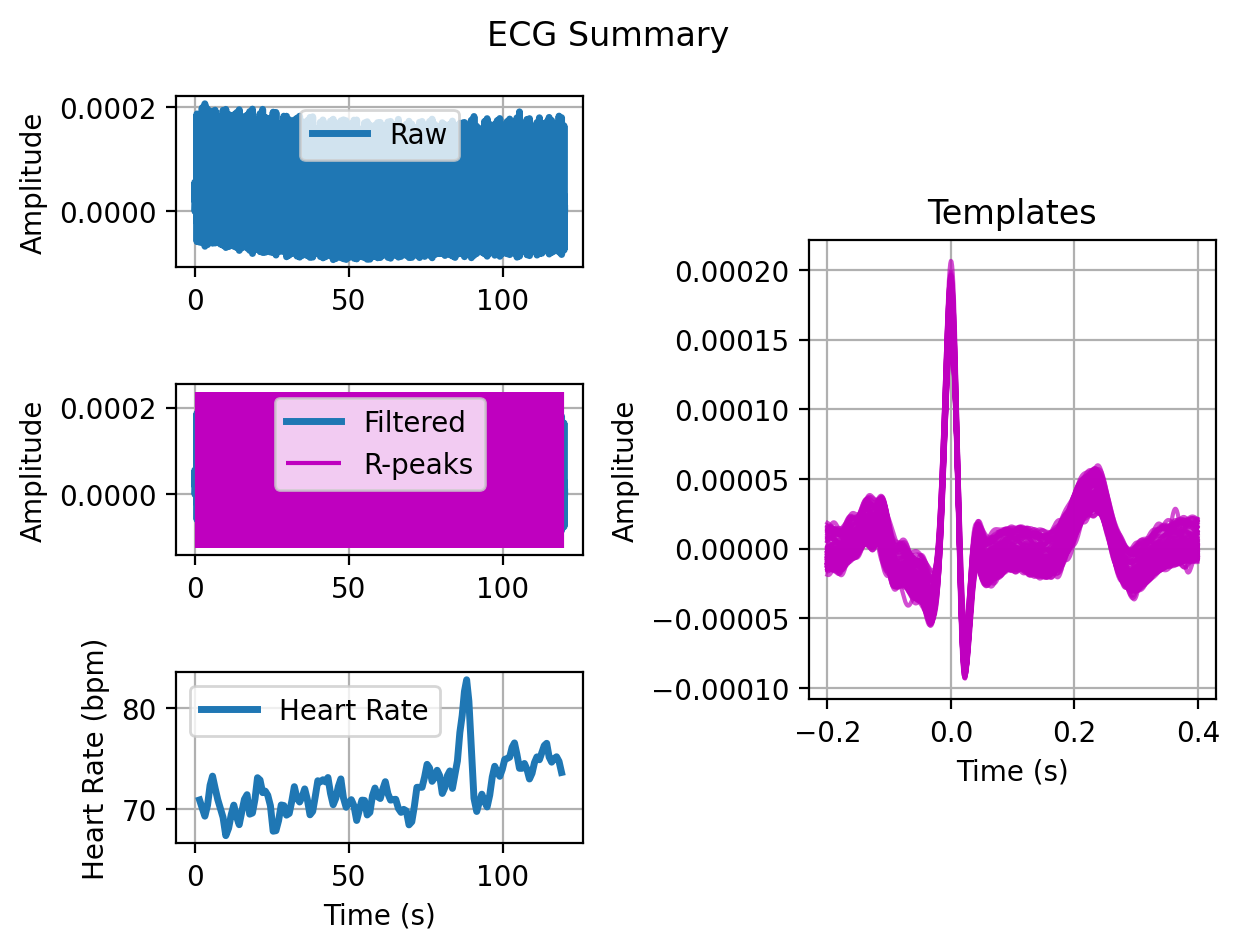 ECG Summary
Amplitude
0.0002
0.0000
Raw
0
50
100
Amplitude
0.0002
0.0000
Filtered
R-peaks
0
50
100
Heart Rate (bpm)
80
70
Heart Rate
0
50
100
Time (s)
Templates
Amplitude
0.00020
0.00015
0.00010
0.00005
0.00000
−0.00005
−0.00010
−0.2
0.0
0.2
0.4
Time (s)